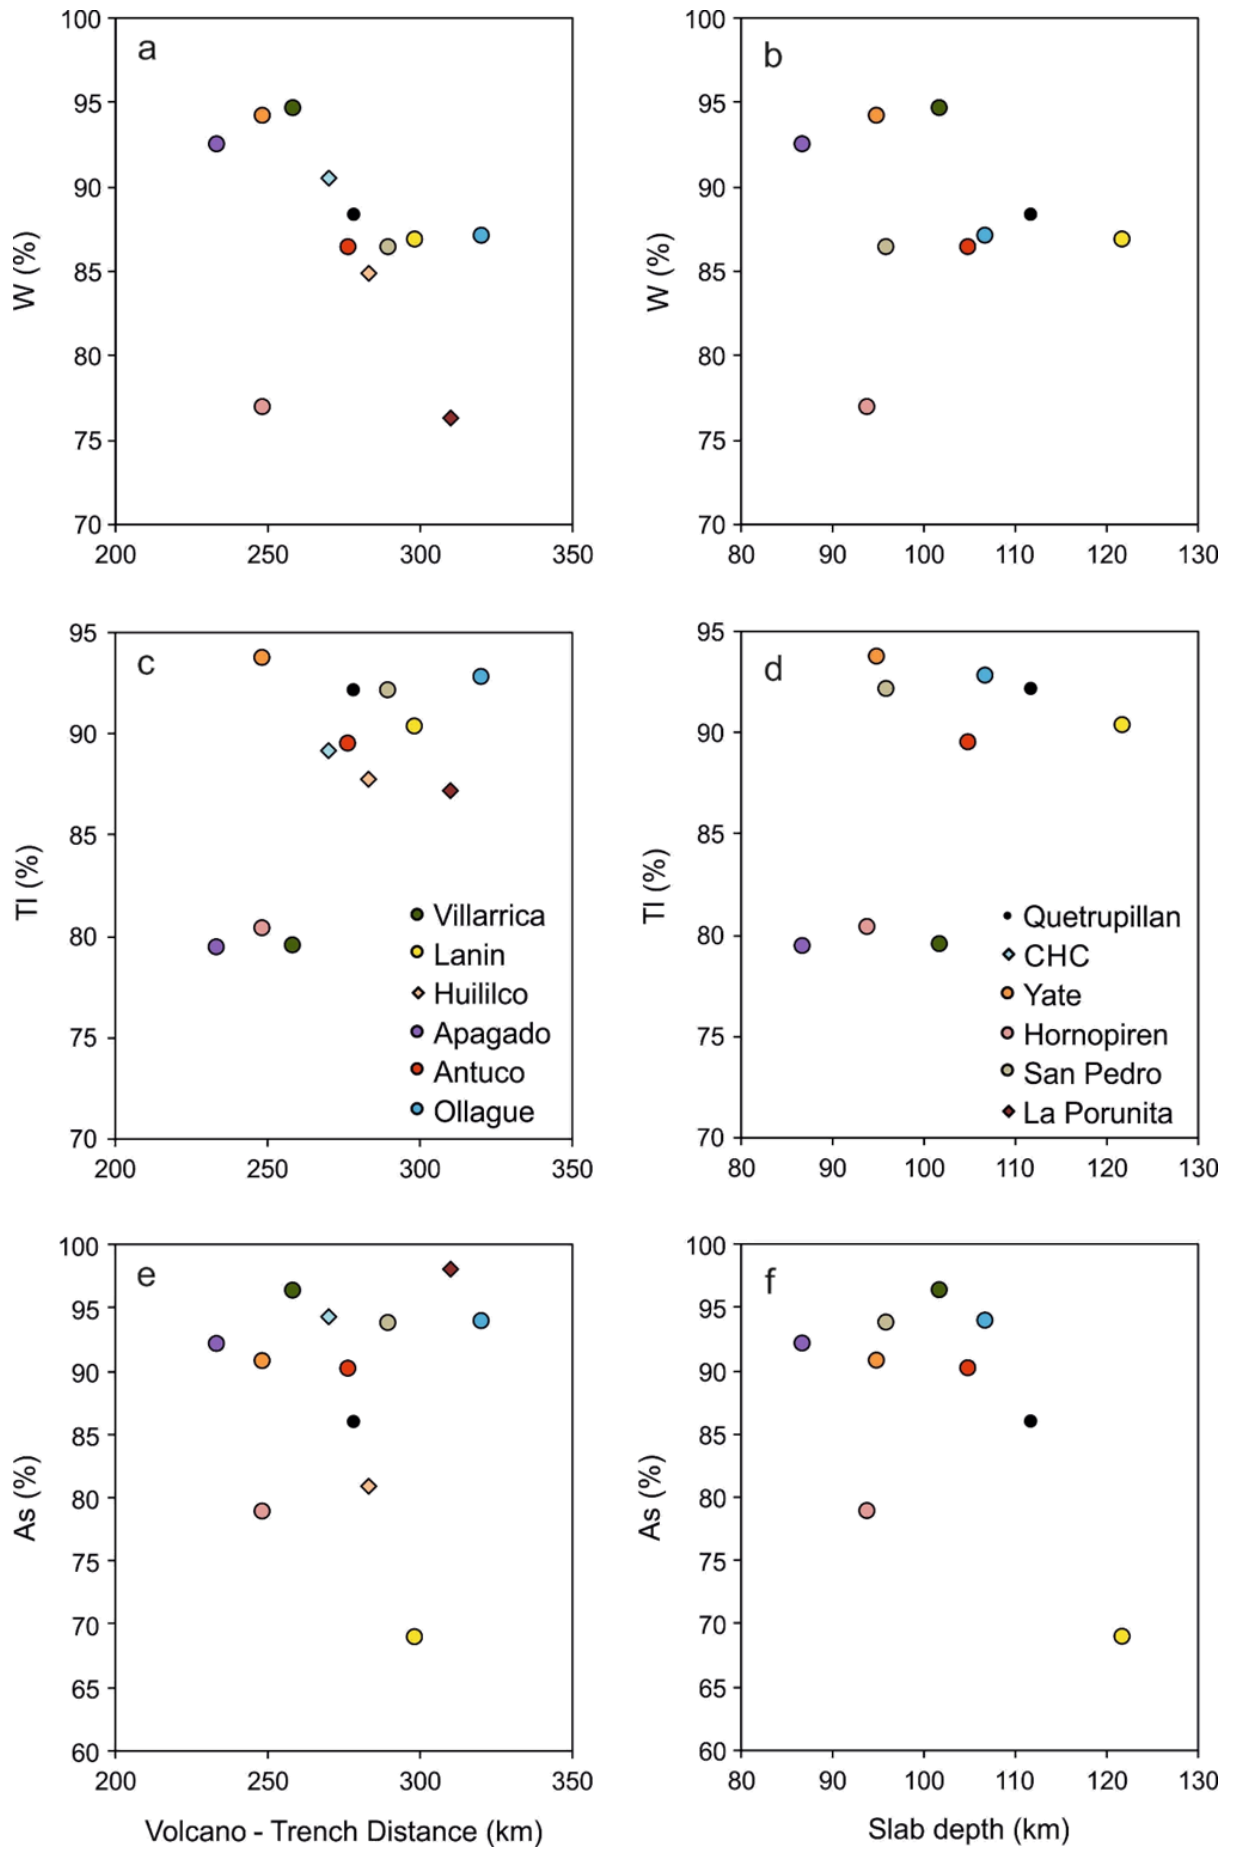 100
95
90
85
80
75
70
W (%)
a
200
250
300
350
100
95
90
85
80
75
70
W (%)
b
80
90
100
110
120
130
95
90
85
80
75
70
Tl (%)
c
Villarrica
Lanin
Huililco
Apagado
Antuco
Ollague
200
250
300
350
95
90
85
80
75
70
Tl (%)
d
Quetrupillan
CHC
Yate
Hornopiren
San Pedro
La Porunita
80
90
100
110
120
130
100
95
90
85
80
75
70
65
60
As (%)
e
200
250
300
350
Volcano - Trench Distance (km)
100
95
90
85
80
75
70
65
60
As (%)
f
80
90
100
110
120
130
Slab depth (km)